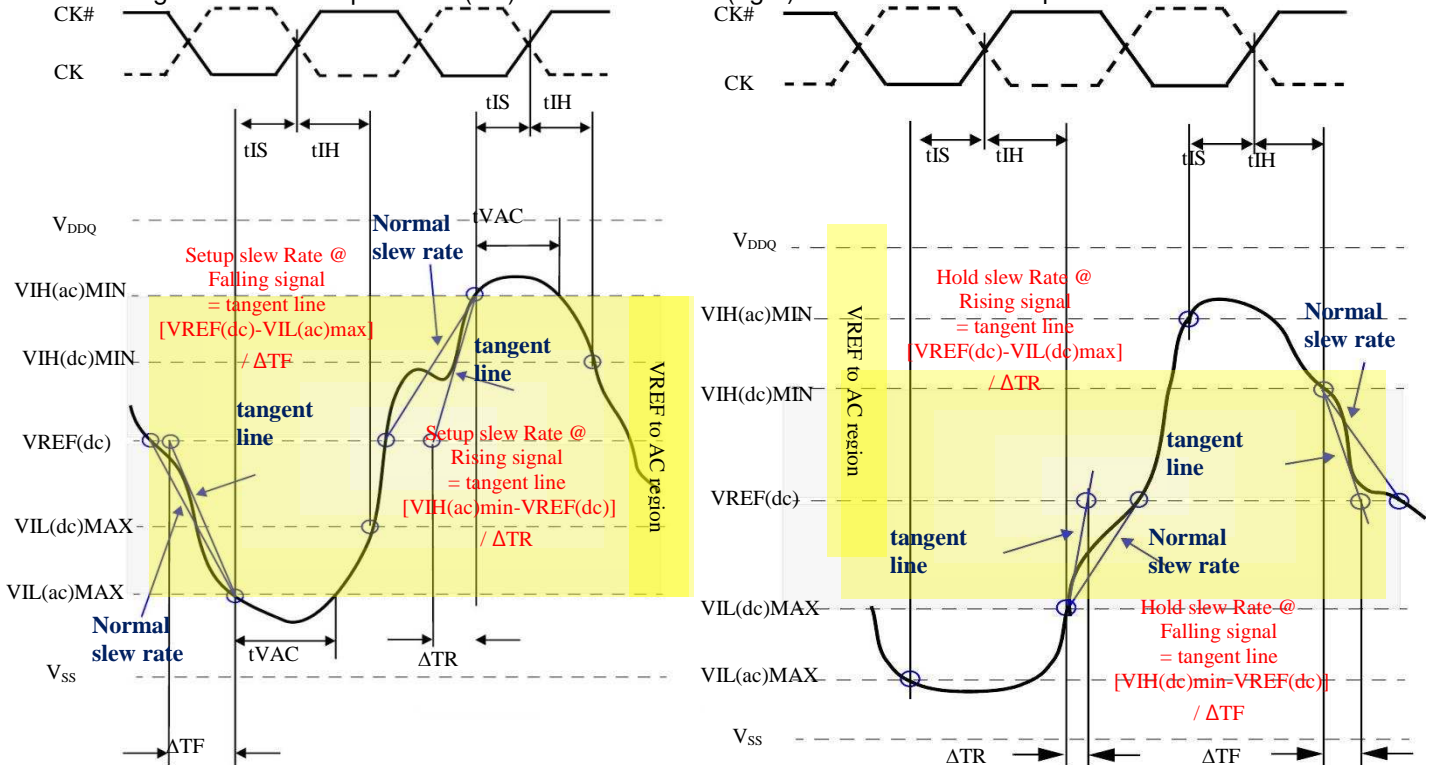 CK#
CK
tIS
tIH
tIS
tIH
tVAC
VDDQ
Normal
slew rate
Setup slew Rate @
Falling signal
= tangent line
[VREF(dc)-VIL(ac)max]
/ ΔTF
VIH(ac)MIN
VIH(dc)MIN
tangent
line
tangent
line
VREF to AC region
VREF(dc)
Setup slew Rate @
Rising signal
= tangent line
[VIH(ac)min-VREF(dc)]
/ ΔTR
VIL(dc)MAX
VIL(ac)MAX
Normal
slew rate
tVAC
ΔTR
VSS
ΔTF
CK#
CK
tIS
tIH
tIS
tIH
VDDQ
VREF to AC region
Hold slew Rate @
Rising signal
= tangent line
[VREF(dc)-VIL(dc)max]
/ ΔTR
Normal
slew rate
VIH(ac)MIN
VIH(dc)MIN
tangent
line
VREF(dc)
tangent
line
Normal
slew rate
VIL(dc)MAX
Hold slew Rate @
Falling signal
= tangent line
[VIH(dc)min-VREF(dc)]
/ ΔTF
VIL(ac)MAX
VSS
ΔTR
ΔTF